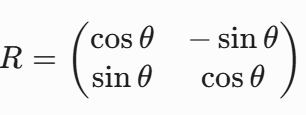 R = ( cos θ  − sin θ
sin θ  cos θ )